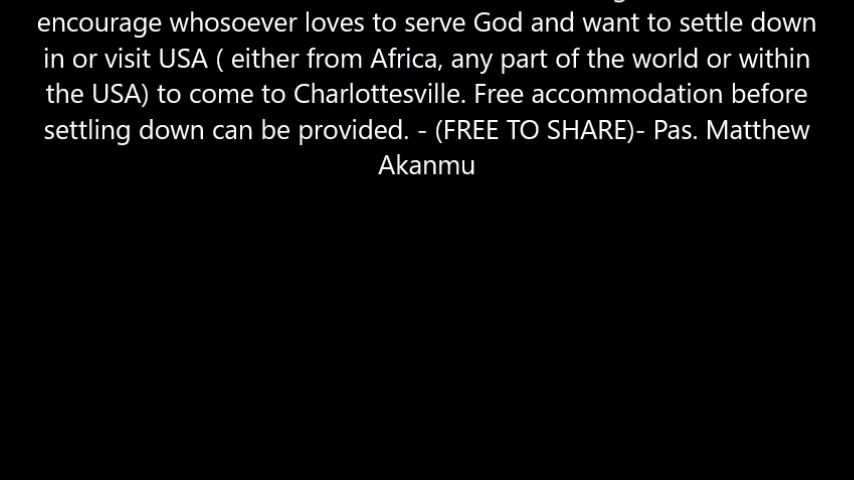 encourage whosoever loves to serve God and want to settle down
in or visit USA ( either from Africa, any part of the world or within
the USA) to come to Charlottesville. Free accommodation before
settling down can be provided. - (FREE TO SHARE)- Pas. Matthew
Akanmu